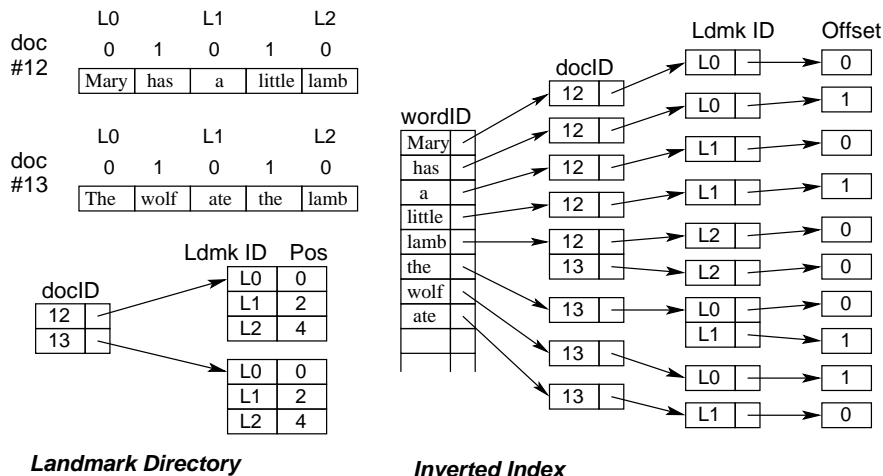 L0 L1 L2
doc #12
0 1 0 1 0
Mary has a little lamb
L0 L1 L2
doc #13
0 1 0 1 0
The wolf ate the lamb
Ldmk ID Pos
docID
12
13
L0 0
L1 2
L2 4
L0 0
L1 2
L2 4
Landmark Directory
wordID
Mary
has
a
little
lamb
the
wolf
ate
docID
12
12
12
12
12
13
13
13
13
Ldmk ID Offset
L0 0
L0 1
L1 0
L1 1
L2 0
L2 0
L0 0
L1 1
L0 1
L1 0
Inverted Index